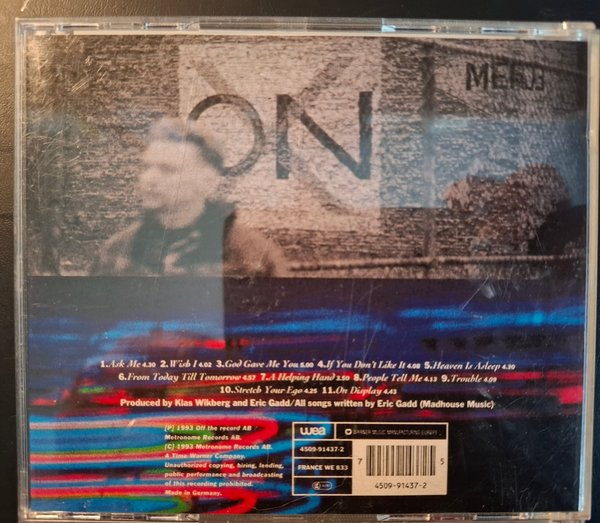 ON
1.Ask Me 4.30 2.Wish I 4.02 3.God Gave Me You 5.00 4.If You Don't Like It 4.08 5.Heaven Is Asleep 4.30
6.From Today Till Tomorrow 4.57 7.A Helping Hand 3.50 8.People Tell Me 4.13 9.Trouble 4.09
10.Stretch Your Ego 4.25 11.On Display 4.43
Produced by Klas Wikberg and Eric Gadd/All songs written by Eric Gadd (Madhouse Music)
[P] 1993 Off the record AB
Metronome Records AB.
(C) 1993 Metronome Records AB.
A Time Warner Company.
Unauthorized copying, hiring, lending,
public performance and broadcasting
of this recording prohibited.
Made in Germany.
wea
WARNER MUSIC MANUFACTURING EUROPE
4509-91437-2
FRANCE WE 833
7 5
4509-91437-2